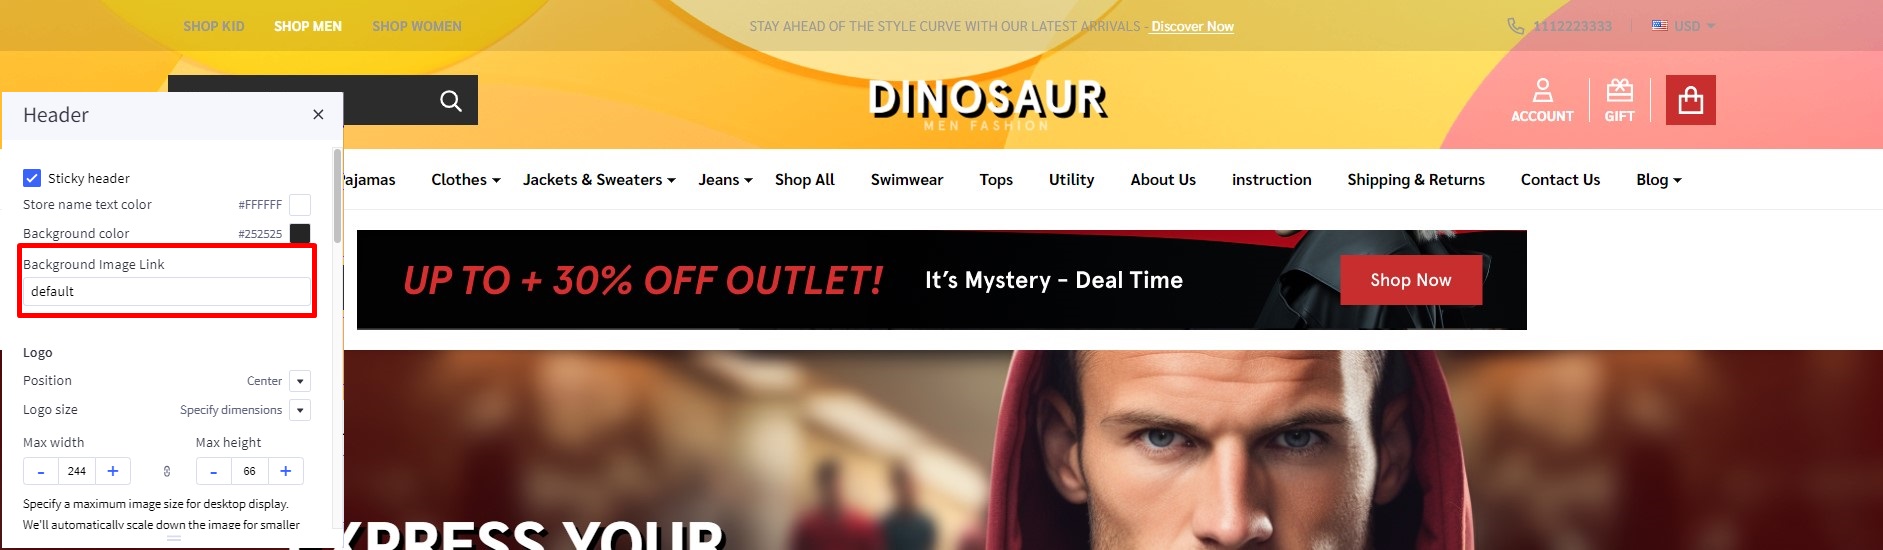 SHOP KID SHOP MEN SHOP WOMEN STAY AHEAD OF THE STYLE CURVE WITH OUR LATEST ARRIVALS - Discover Now 1112223333 USD
DINOSAUR
MEN FASHION
ACCOUNT GIFT
Pajamas Clothes Jackets & Sweaters Jeans Shop All Swimwear Tops Utility About Us instruction Shipping & Returns Contact Us Blog
UP TO + 30% OFF OUTLET! It's Mystery - Deal Time Shop Now
EXPRESS YOUR
Header
Sticky header
Store name text color #FFFFFF
Background color #252525
Background Image Link
default
Logo
Position Center
Logo size Specify dimensions
Max width Max height
- 244 + - 66 +
Specify a maximum image size for desktop display.
We'll automatically scale down the image for smaller